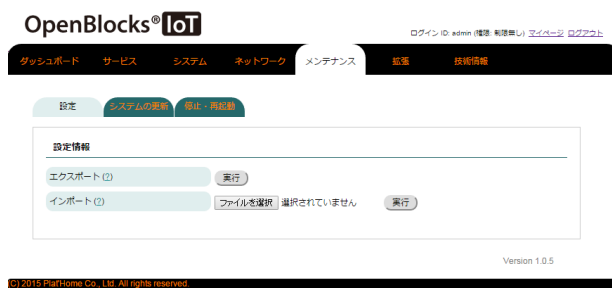 OpenBlocks® IoT
ログイン ID: admin (権限: 制限無し) マイページ ログアウト
ダッシュボード サービス システム ネットワーク メンテナンス 拡張 技術情報
設定 システムの更新 停止・再起動
設定情報
エクスポート (?) 実行
インポート (?) ファイルを選択 選択されていません 実行
Version 1.0.5
(C) 2015 Plat'Home Co., Ltd. All rights reserved.